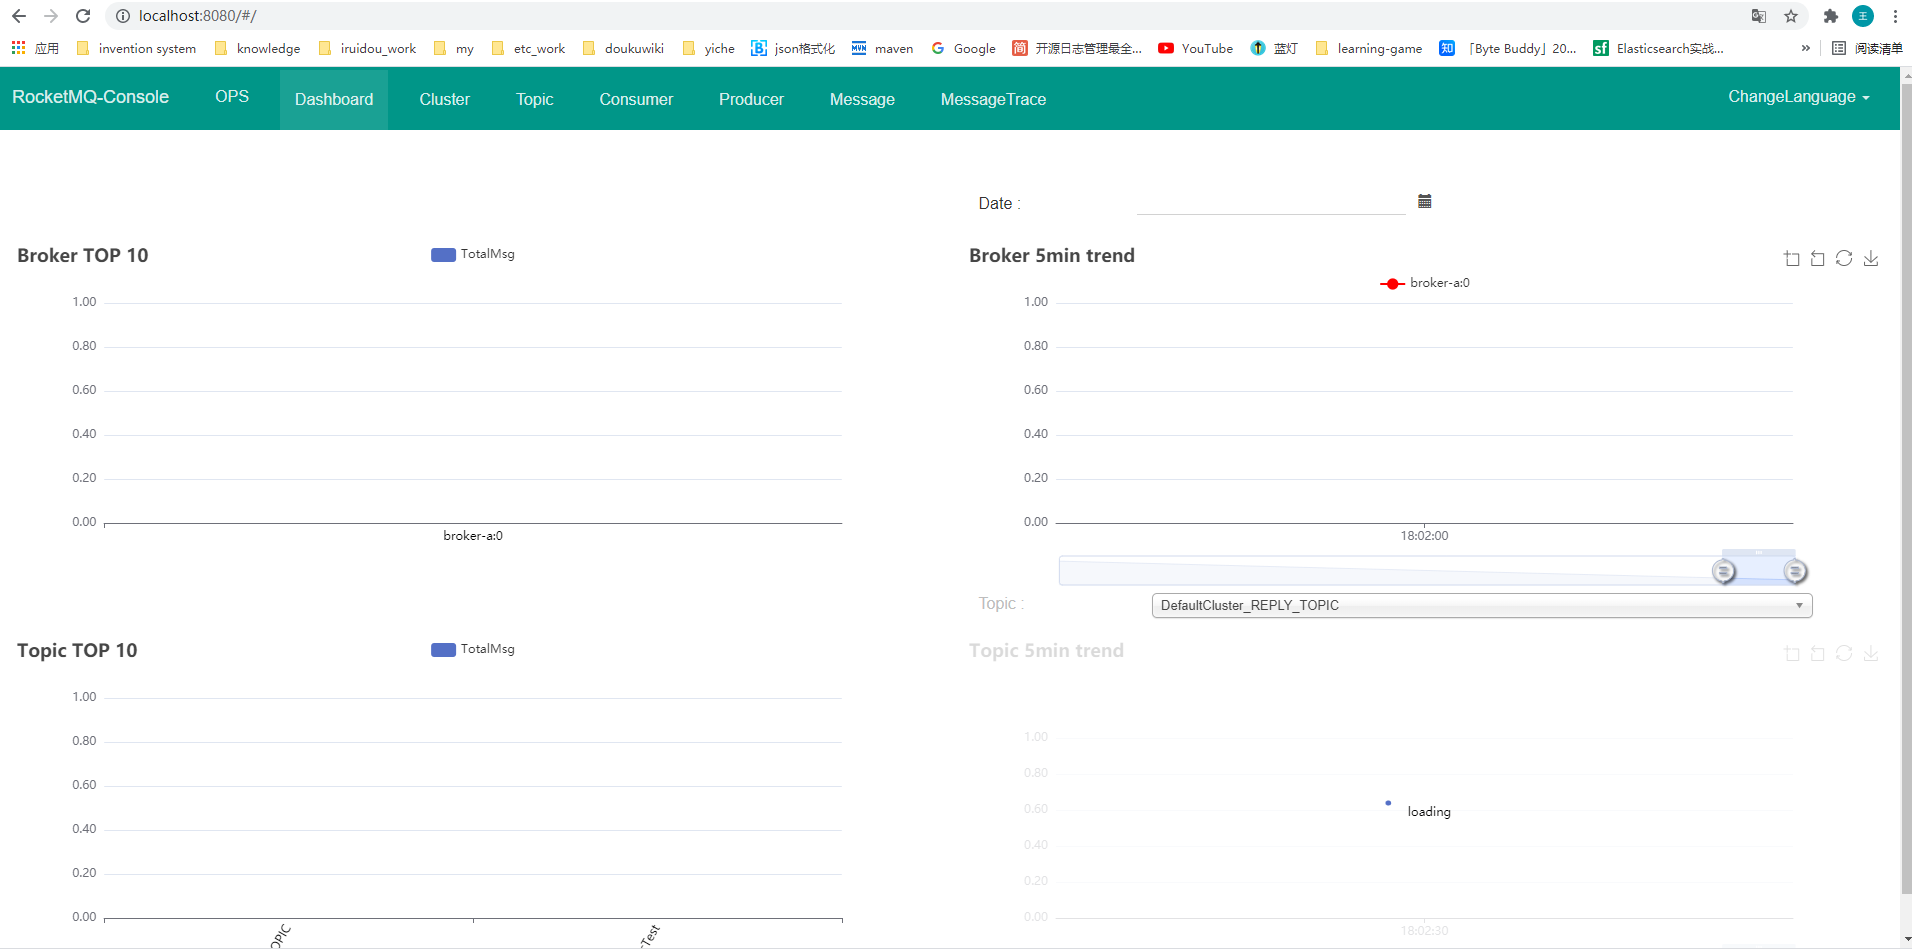 localhost:8080/#/
王
应用 invention system knowledge iruidou_work my etc_work doukuwiki yiche json格式化 maven Google 开源日志管理最全... YouTube 蓝灯 learning-game 「Byte Buddy」20... Elasticsearch实战... » 阅读清单
RocketMQ-Console OPS Dashboard Cluster Topic Consumer Producer Message MessageTrace ChangeLanguage
Date :
Broker TOP 10
TotalMsg
1.00
0.80
0.60
0.40
0.20
0.00
broker-a:0
Broker 5min trend
broker-a:0
1.00
0.80
0.60
0.40
0.20
0.00
18:02:00
Topic :
DefaultCluster_REPLY_TOPIC
Topic TOP 10
TotalMsg
1.00
0.80
0.60
0.40
0.20
0.00
OPIC
-Test
Topic 5min trend
1.00
0.80
0.60
0.40
0.20
0.00
loading
18:02:30